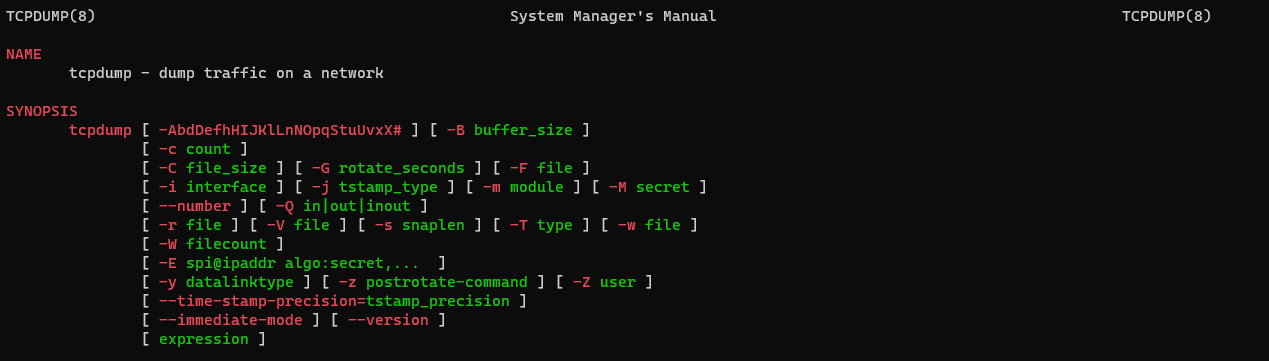 TCPDUMP(8) System Manager's Manual TCPDUMP(8)
NAME
tcpdump - dump traffic on a network
SYNOPSIS
tcpdump [ -AbdDefhHIJKlLnNOpqStuUvxX# ] [ -B buffer_size ]
[ -c count ]
[ -C file_size ] [ -G rotate_seconds ] [ -F file ]
[ -i interface ] [ -j tstamp_type ] [ -m module ] [ -M secret ]
[ --number ] [ -Q in|out|inout ]
[ -r file ] [ -V file ] [ -s snaplen ] [ -T type ] [ -w file ]
[ -W filecount ]
[ -E spi@ipaddr algo:secret,... ]
[ -y datalinktype ] [ -z postrotate-command ] [ -Z user ]
[ --time-stamp-precision=tstamp_precision ]
[ --immediate-mode ] [ --version ]
[ expression ]